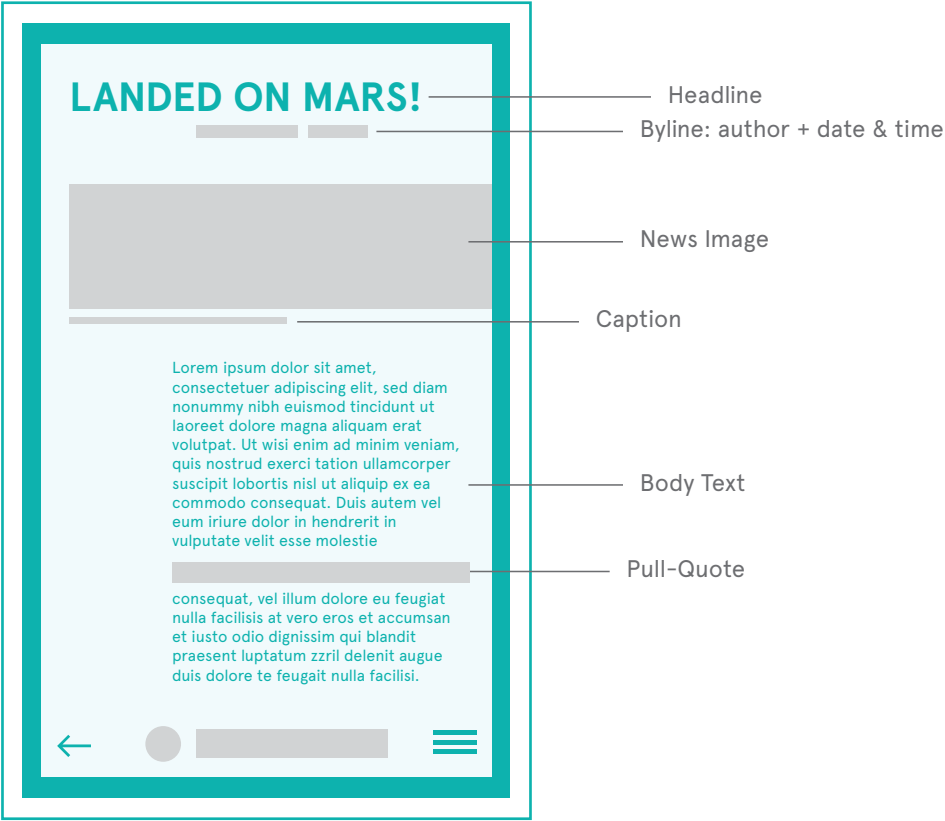 LANDED ON MARS!
Headline
Byline: author + date & time
News Image
Caption
Lorem ipsum dolor sit amet,
consectetuer adipiscing elit, sed diam
nonummy nibh euismod tincidunt ut
laoreet dolore magna aliquam erat
volutpat. Ut wisi enim ad minim veniam,
quis nostrud exerci tation ullamcorper
suscipit lobortis nisl ut aliquip ex ea
commodo consequat. Duis autem vel
eum iriure dolor in hendrerit in
vulputate velit esse molestie
Body Text
Pull-Quote
consequat, vel illum dolore eu feugiat
nulla facilisis at vero eros et accumsan
et iusto odio dignissim qui blandit
praesent luptatum zzril delenit augue
duis dolore te feugait nulla facilisi.